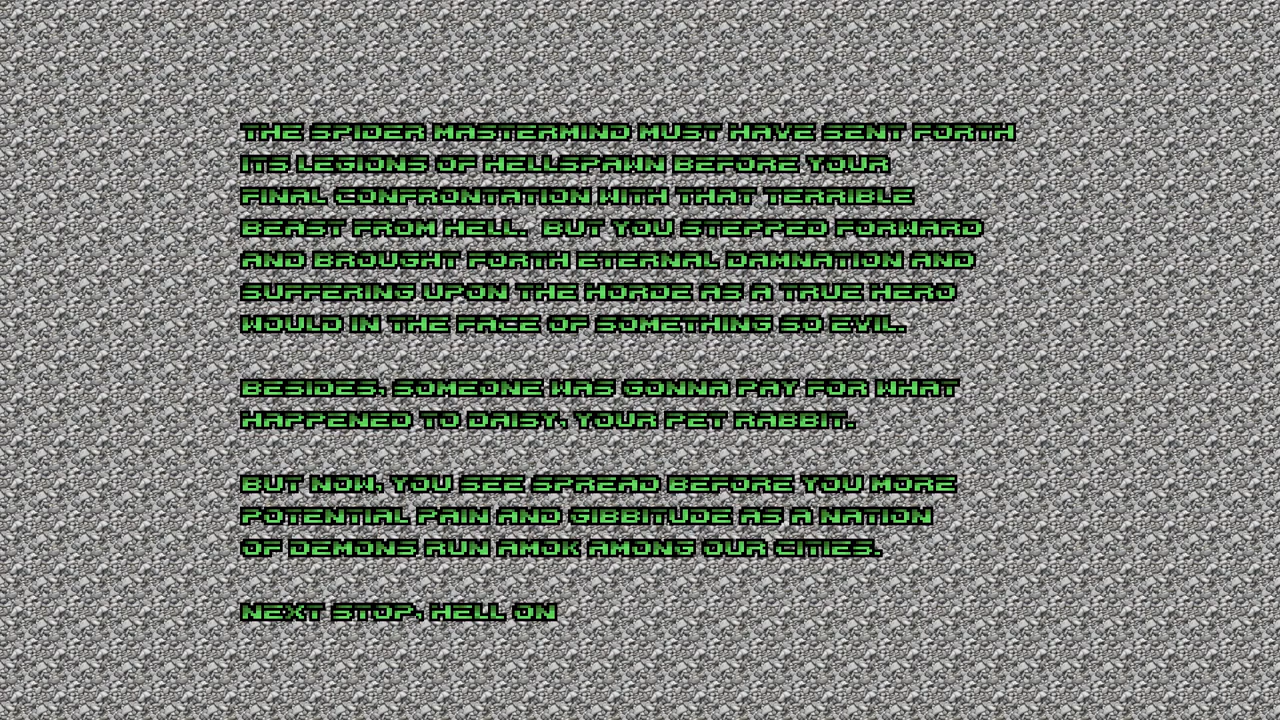 THE SPIDER MASTERMIND MUST HAVE SENT FORTH
ITS LEGIONS OF HELLSPAWN BEFORE YOUR
FINAL CONFRONTATION WITH THAT TERRIBLE
BEAST FROM HELL.  BUT YOU STEPPED FORWARD
AND BROUGHT FORTH ETERNAL DAMNATION AND
SUFFERING UPON THE HORDE AS A TRUE HERO
WOULD IN THE FACE OF SOMETHING SO EVIL.
BESIDES, SOMEONE WAS GONNA PAY FOR WHAT
HAPPENED TO DAISY, YOUR PET RABBIT.
BUT NOW, YOU SEE SPREAD BEFORE YOU MORE
POTENTIAL PAIN AND GIBBITUDE AS A NATION
OF DEMONS RUN AMOK AMONG OUR CITIES.
NEXT STOP, HELL ON